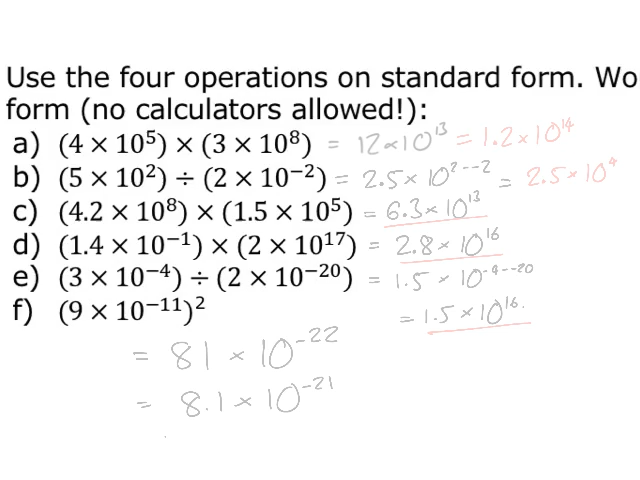 Use the four operations on standard form. Wo
form (no calculators allowed!):
a) (4 × 10⁵) × (3 × 10⁸) = 12 × 10¹³ = 1.2 × 10¹⁴
b) (5 × 10²) ÷ (2 × 10⁻²) = 2.5 × 10²⁻⁻² = 2.5 × 10⁴
c) (4.2 × 10⁸) × (1.5 × 10⁵) = 6.3 × 10¹³
d) (1.4 × 10⁻¹) × (2 × 10¹⁷) = 2.8 × 10¹⁶
e) (3 × 10⁻⁴) ÷ (2 × 10⁻²⁰) = 1.5 × 10⁻⁴⁻⁻²⁰
f) (9 × 10⁻¹¹)² = 1.5 × 10¹⁶.
= 81 × 10⁻²²
= 8.1 × 10⁻²¹